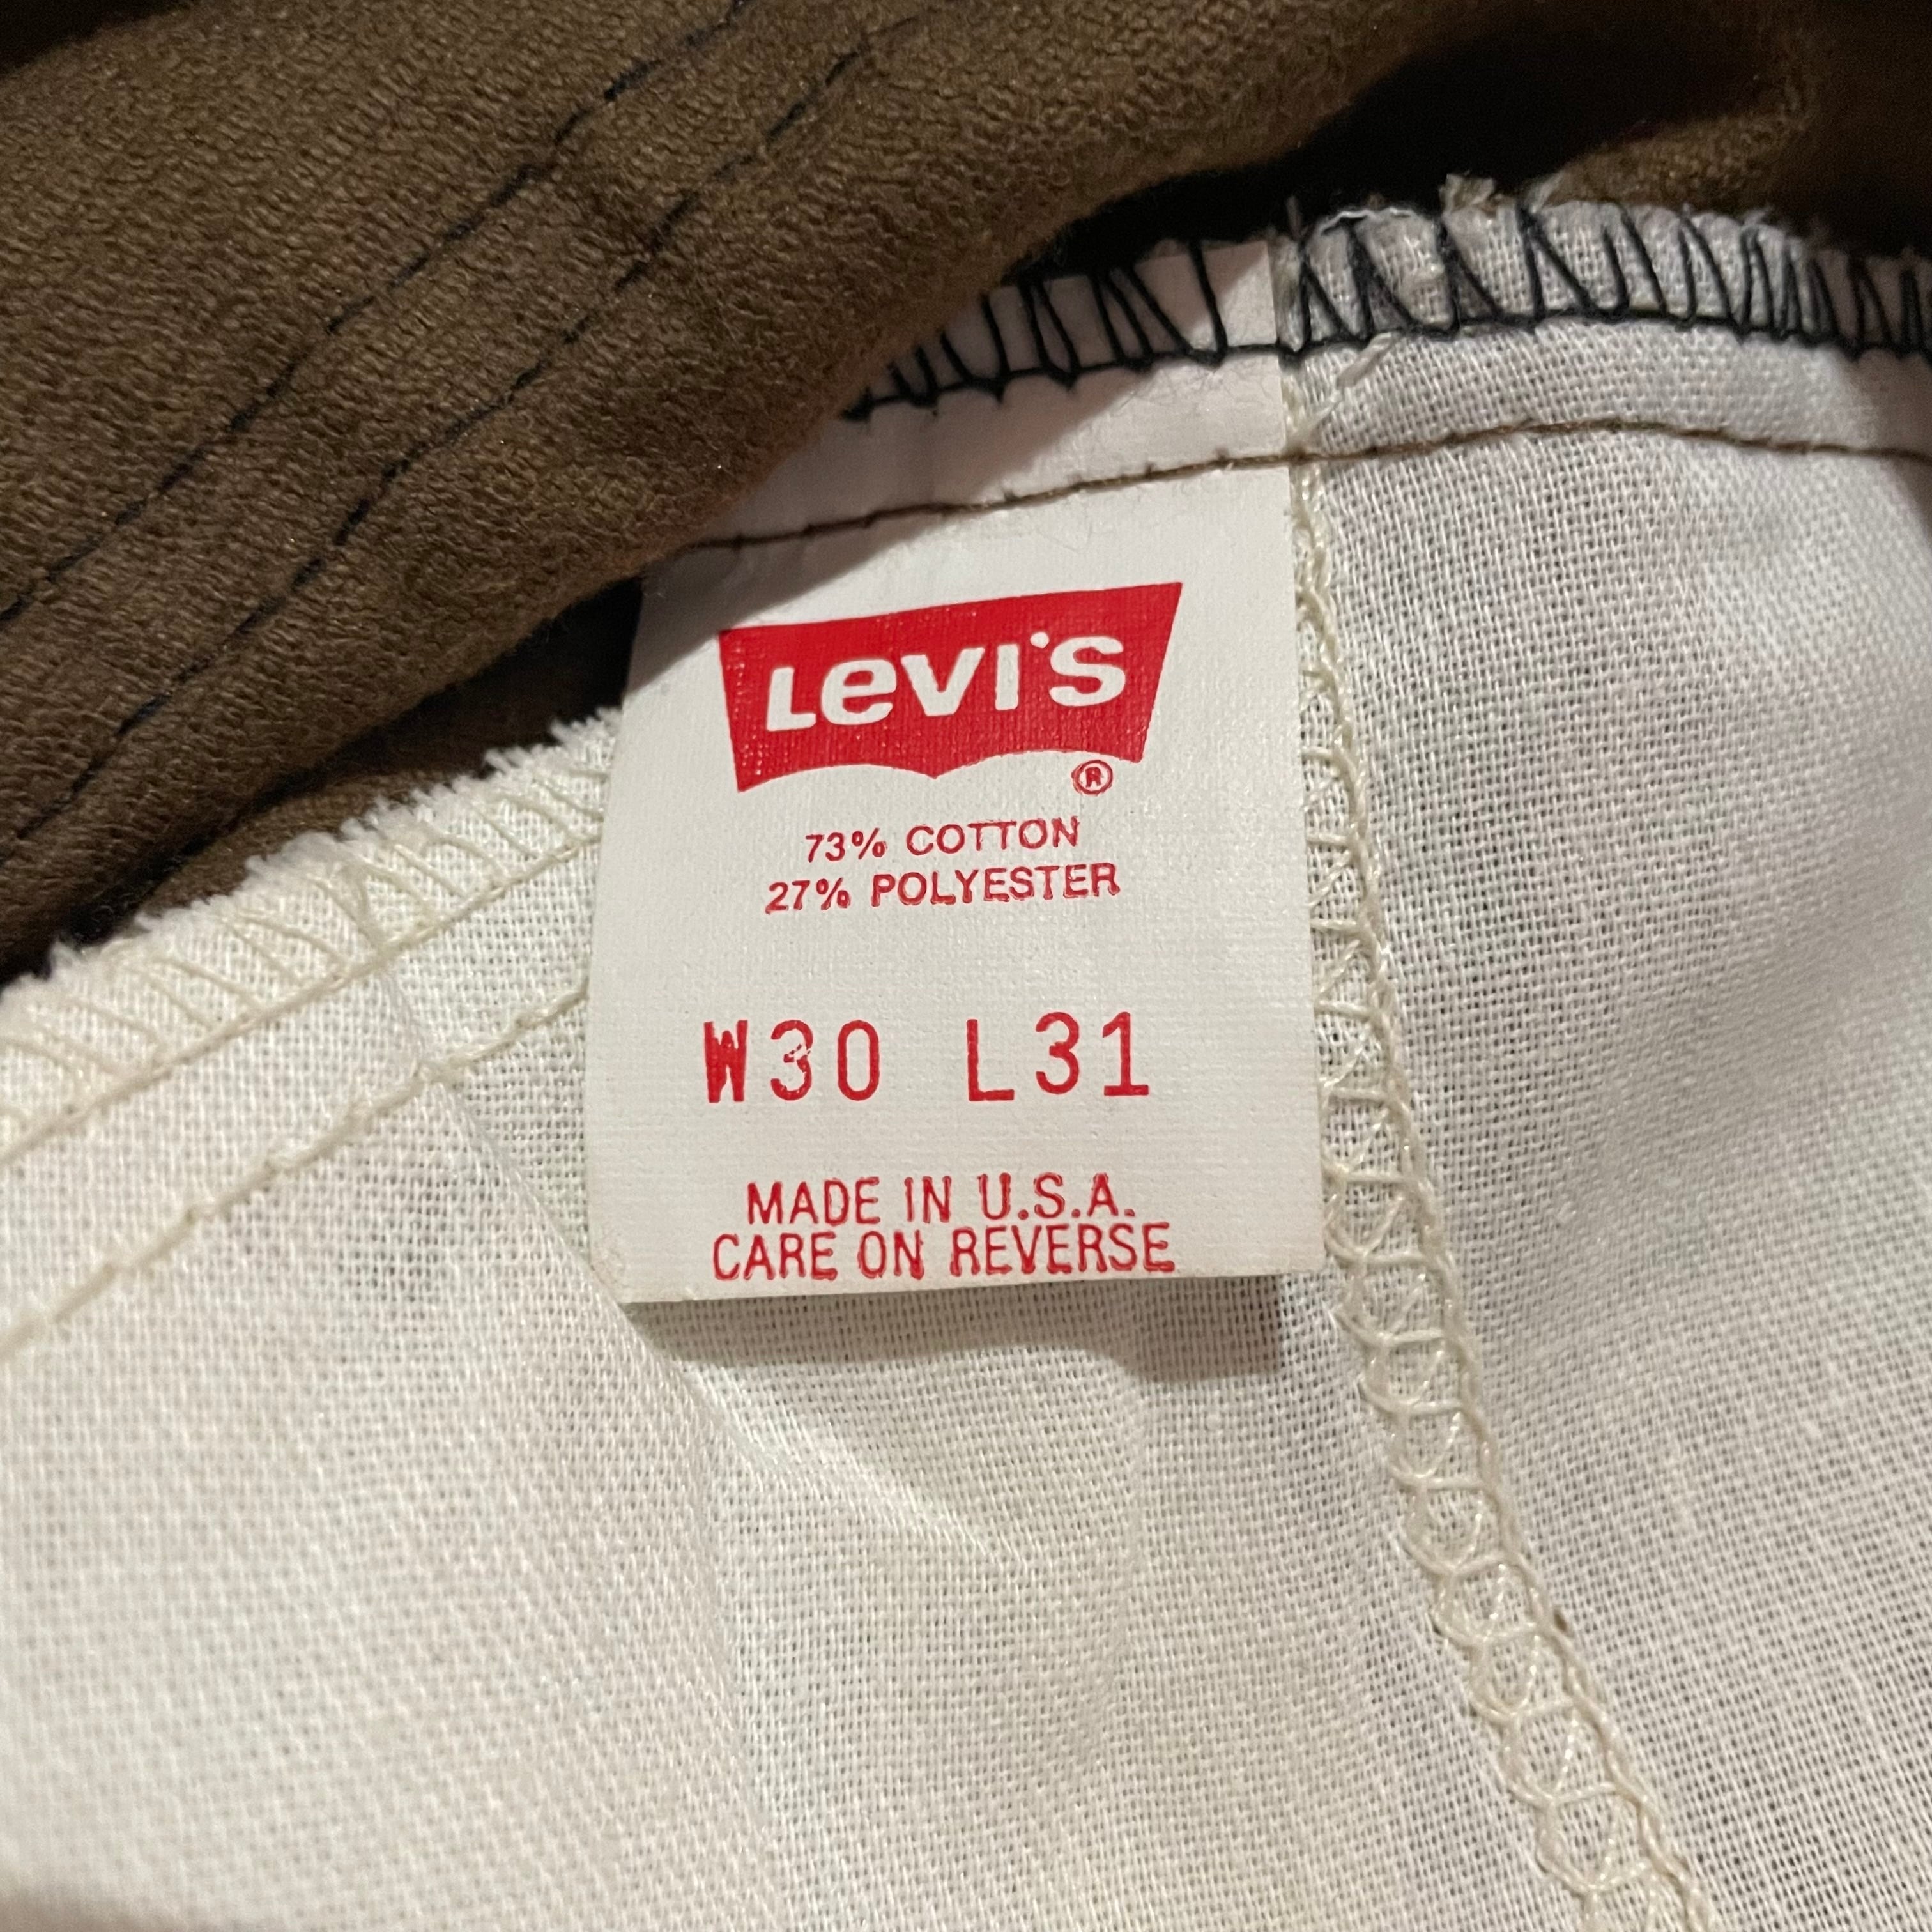 Levi's
®
73% COTTON
27% POLYESTER
W30 L31
MADE IN U.S.A.
CARE ON REVERSE